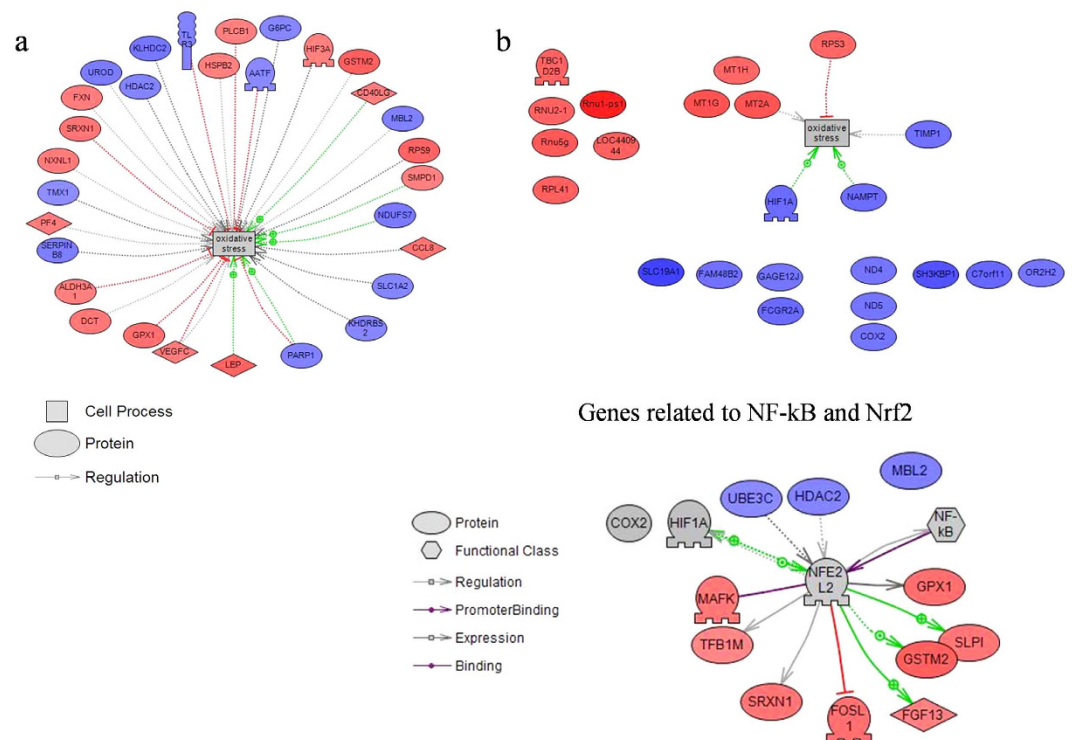 a
KLHDC2
TL
R3
PLCB1
G6PC
HIF3A
UROD
HDAC2
HSPB2
AATF
GSTM2
FXN
CD40LG
SRXN1
MBL2
NXNL1
RPS9
TMX1
SMPD1
PF4
NDUFS7
oxidative
stress
SERPIN
B8
CCL8
ALDH3A
1
SLC1A2
DCT
KHDRBS
2
GPX1
VEGFC
LEP
PARP1
b
TBC1
D2B
RNU2-1
Rnu1-ps1
Rnu5g
LOC4409
44
RPL41
RPS3
MT1H
MT1G
MT2A
oxidative
stress
TIMP1
HIF1A
NAMPT
SLC19A1
FAM48B2
GAGE12J
FCGR2A
ND4
ND5
COX2
SH3KBP1
C7orf11
OR2H2
Cell Process
Protein
Regulation
Genes related to NF-kB and Nrf2
Protein
Functional Class
Regulation
PromoterBinding
Expression
Binding
MBL2
UBE3C
HDAC2
COX2
HIF1A
NF-
kB
NFE2
L2
GPX1
MAFK
TFB1M
SLPI
GSTM2
SRXN1
FOSL
1
FGF13